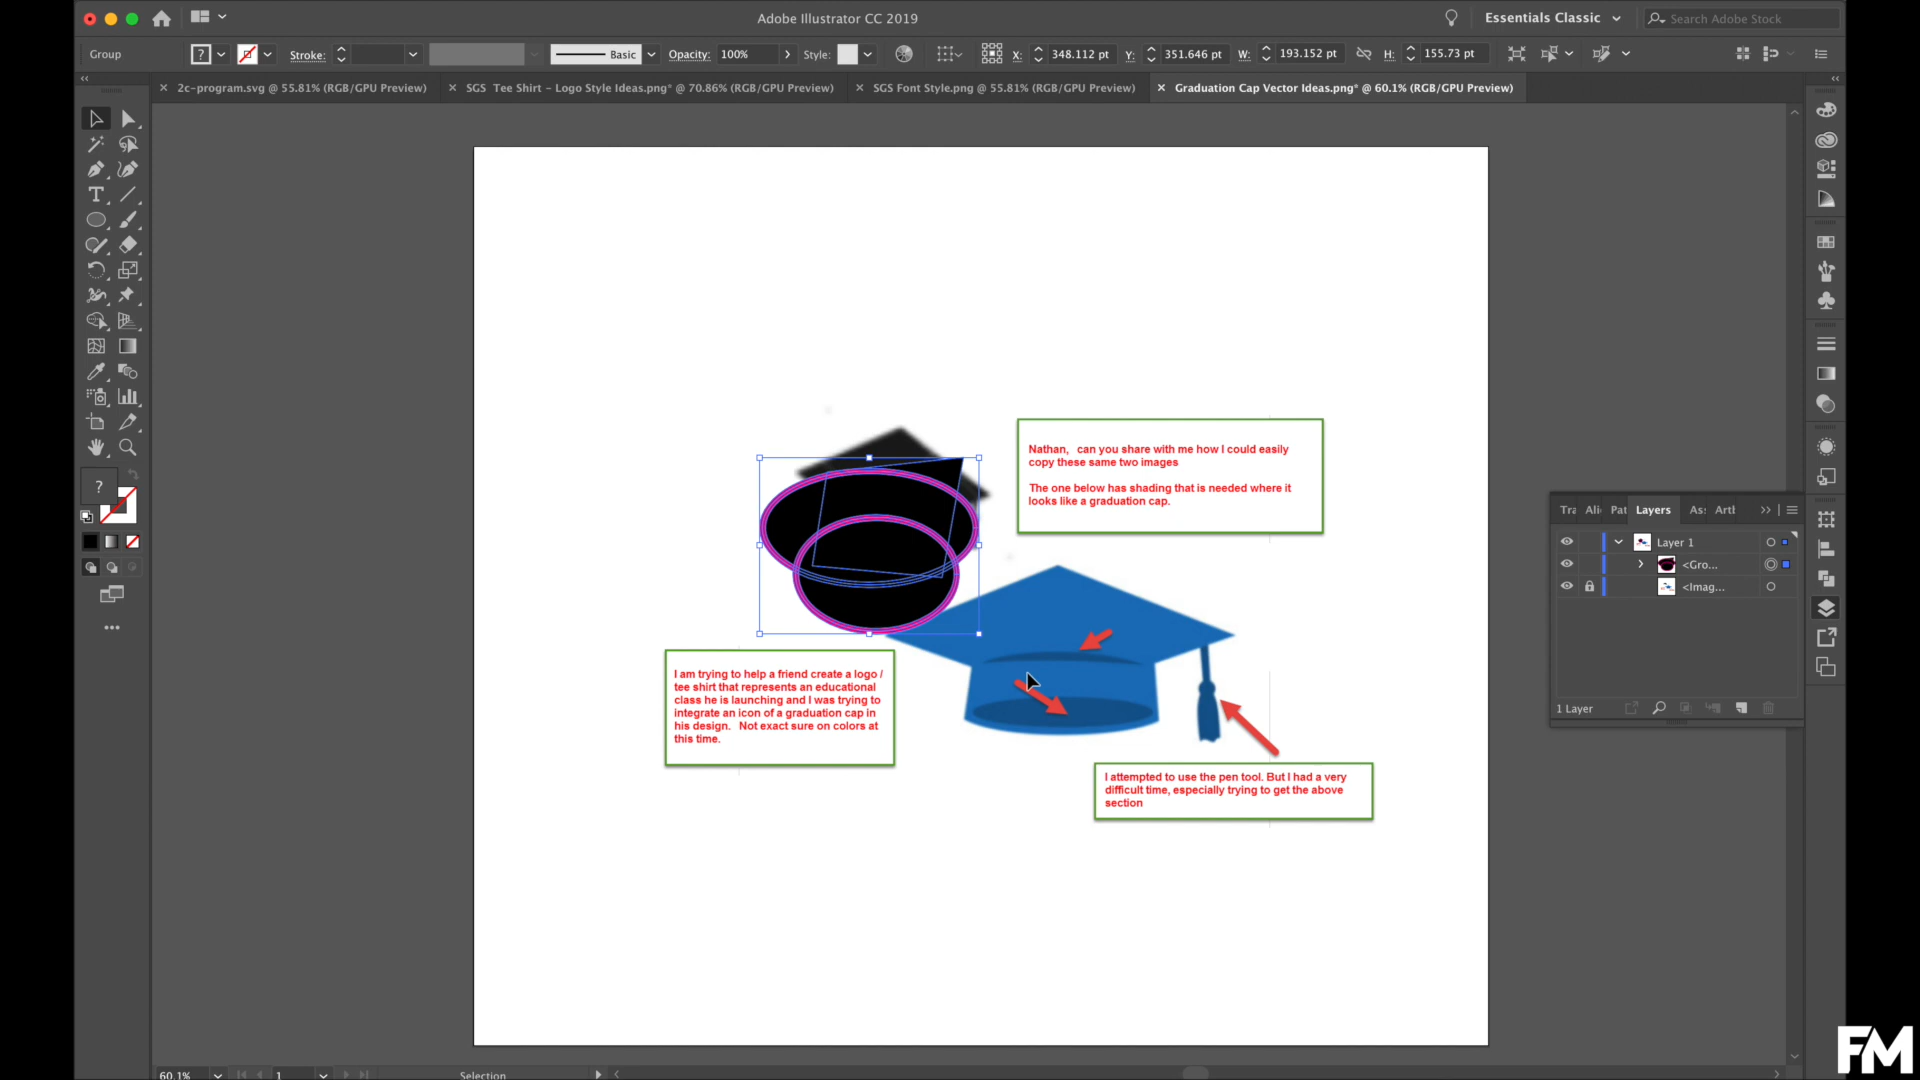 Adobe Illustrator CC 2019
Essentials Classic
Search Adobe Stock
Group
?
Stroke:
Basic
Opacity:
100%
Style:
X:
348.112 pt
Y:
351.646 pt
W:
193.152 pt
H:
155.73 pt
2c-program.svg @ 55.81% (RGB/GPU Preview)
SGS Tee Shirt – Logo Style Ideas.png* @ 70.86% (RGB/GPU Preview)
SGS Font Style.png @ 55.81% (RGB/GPU Preview)
Graduation Cap Vector Ideas.png* @ 60.1% (RGB/GPU Preview)
Nathan, can you share with me how I could easily
copy these same two images
The one below has shading that is needed where it
looks like a graduation cap.
I am trying to help a friend create a logo /
tee shirt that represents an educational
class he is launching and I was trying to
integrate an icon of a graduation cap in
his design. Not exact sure on colors at
this time.
I attempted to use the pen tool. But I had a very
difficult time, especially trying to get the above
section
?
Tra
Ali
Pat
Layers
As
Artb
Layer 1
<Gro...
<Imag...
1 Layer
60.1%
1
Selection
FM